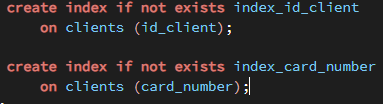 create index if not exists index_id_client
on clients (id_client);
create index if not exists index_card_number
on clients (card_number);